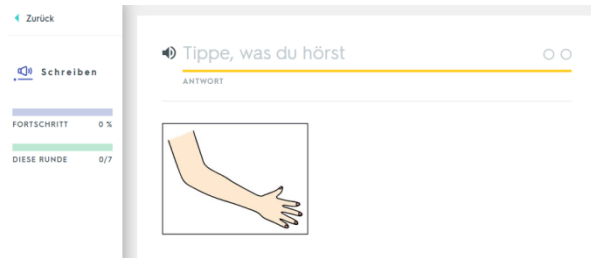 Zurück
Schreiben
FORTSCHRITT 0 %
DIESE RUNDE 0/7
Tippe, was du hörst
ANTWORT